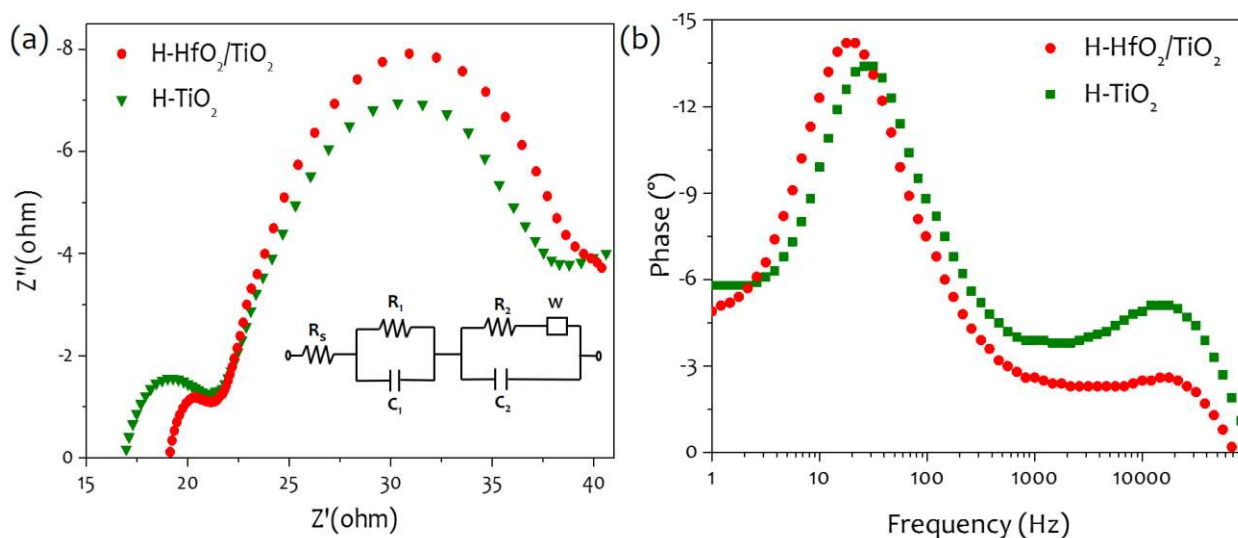 (a)
H-HfO₂/TiO₂
H-TiO₂
-8
-6
-4
-2
0
Z''(ohm)
15 20 25 30 35 40
Z'(ohm)
Rₛ
R₁
C₁
R₂
W
C₂
(b)
H-HfO₂/TiO₂
H-TiO₂
-15
-12
-9
-6
-3
0
Phase (°)
1 10 100 1000 10000
Frequency (Hz)